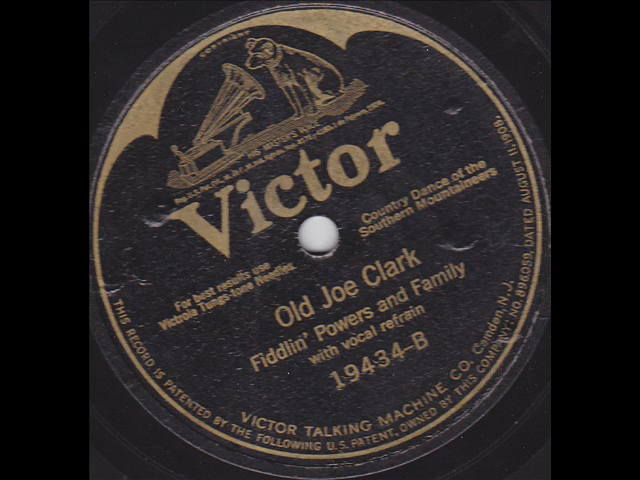 HIS MASTER'S VOICE
Victor
Country Dance of the
Southern Mountaineers
For best results use
Victrola Tungs-tone Needles.
Old Joe Clark
Fiddlin' Powers and Family
with vocal refrain
19434-B
VICTOR TALKING MACHINE CO. Camden, N.J.
THIS RECORD IS PATENTED BY THE FOLLOWING U.S. PATENT, OWNED BY THIS COMPANY: NO. 896059, DATED AUGUST 11, 1908.